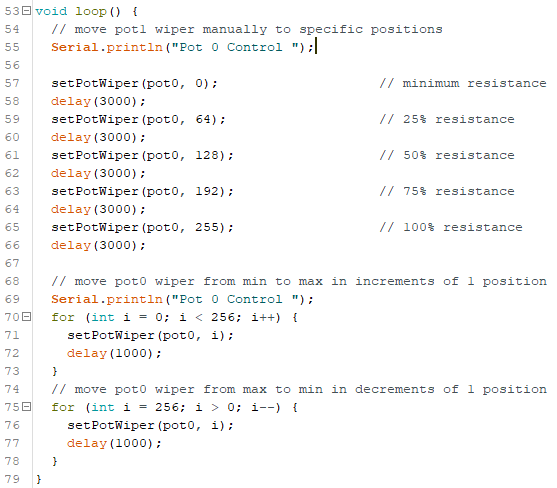 53 void loop() {
54 // move pot1 wiper manually to specific positions
55 Serial.println("Pot 0 Control ");
56
57 setPotWiper(pot0, 0); // minimum resistance
58 delay(3000);
59 setPotWiper(pot0, 64); // 25% resistance
60 delay(3000);
61 setPotWiper(pot0, 128); // 50% resistance
62 delay(3000);
63 setPotWiper(pot0, 192); // 75% resistance
64 delay(3000);
65 setPotWiper(pot0, 255); // 100% resistance
66 delay(3000);
67
68 // move pot0 wiper from min to max in increments of 1 position
69 Serial.println("Pot 0 Control ");
70 for (int i = 0; i < 256; i++) {
71 setPotWiper(pot0, i);
72 delay(1000);
73 }
74 // move pot0 wiper from max to min in decrements of 1 position
75 for (int i = 256; i > 0; i--) {
76 setPotWiper(pot0, i);
77 delay(1000);
78 }
79 }